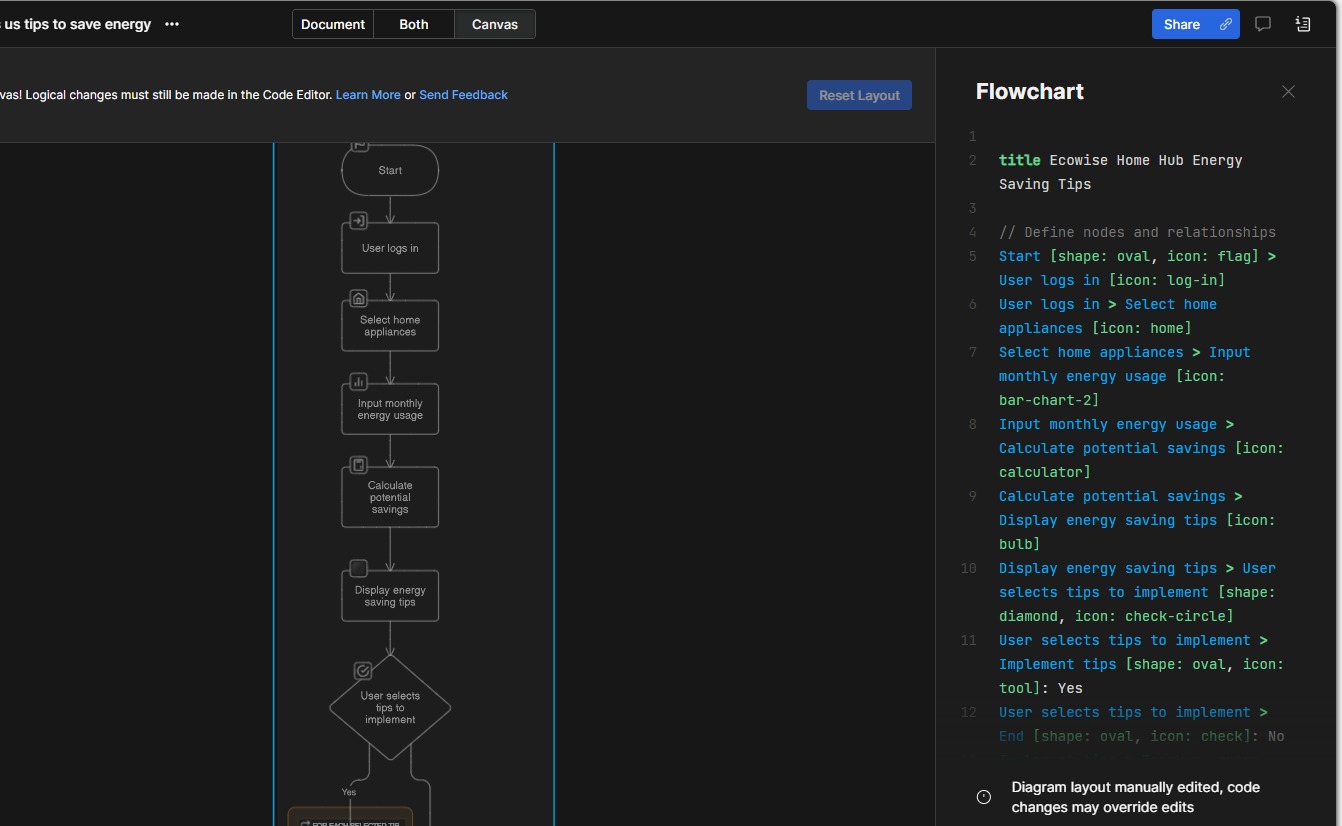 us tips to save energy
Document
Both
Canvas
Share
vas! Logical changes must still be made in the Code Editor. Learn More or Send Feedback
Reset Layout
Start
User logs in
Select home
appliances
Input monthly
energy usage
Calculate
potential
savings
Display energy
saving tips
User selects
tips to
implement
Yes
FOR EACH SELECTED TIP
Flowchart
1
2 title Ecowise Home Hub Energy
Saving Tips
3
4 // Define nodes and relationships
5 Start [shape: oval, icon: flag] >
User logs in [icon: log-in]
6 User logs in > Select home
appliances [icon: home]
7 Select home appliances > Input
monthly energy usage [icon:
bar-chart-2]
8 Input monthly energy usage >
Calculate potential savings [icon:
calculator]
9 Calculate potential savings >
Display energy saving tips [icon:
bulb]
10 Display energy saving tips > User
selects tips to implement [shape:
diamond, icon: check-circle]
11 User selects tips to implement >
Implement tips [shape: oval, icon:
tool]: Yes
12 User selects tips to implement >
End [shape: oval, icon: check]: No
Diagram layout manually edited, code
changes may override edits